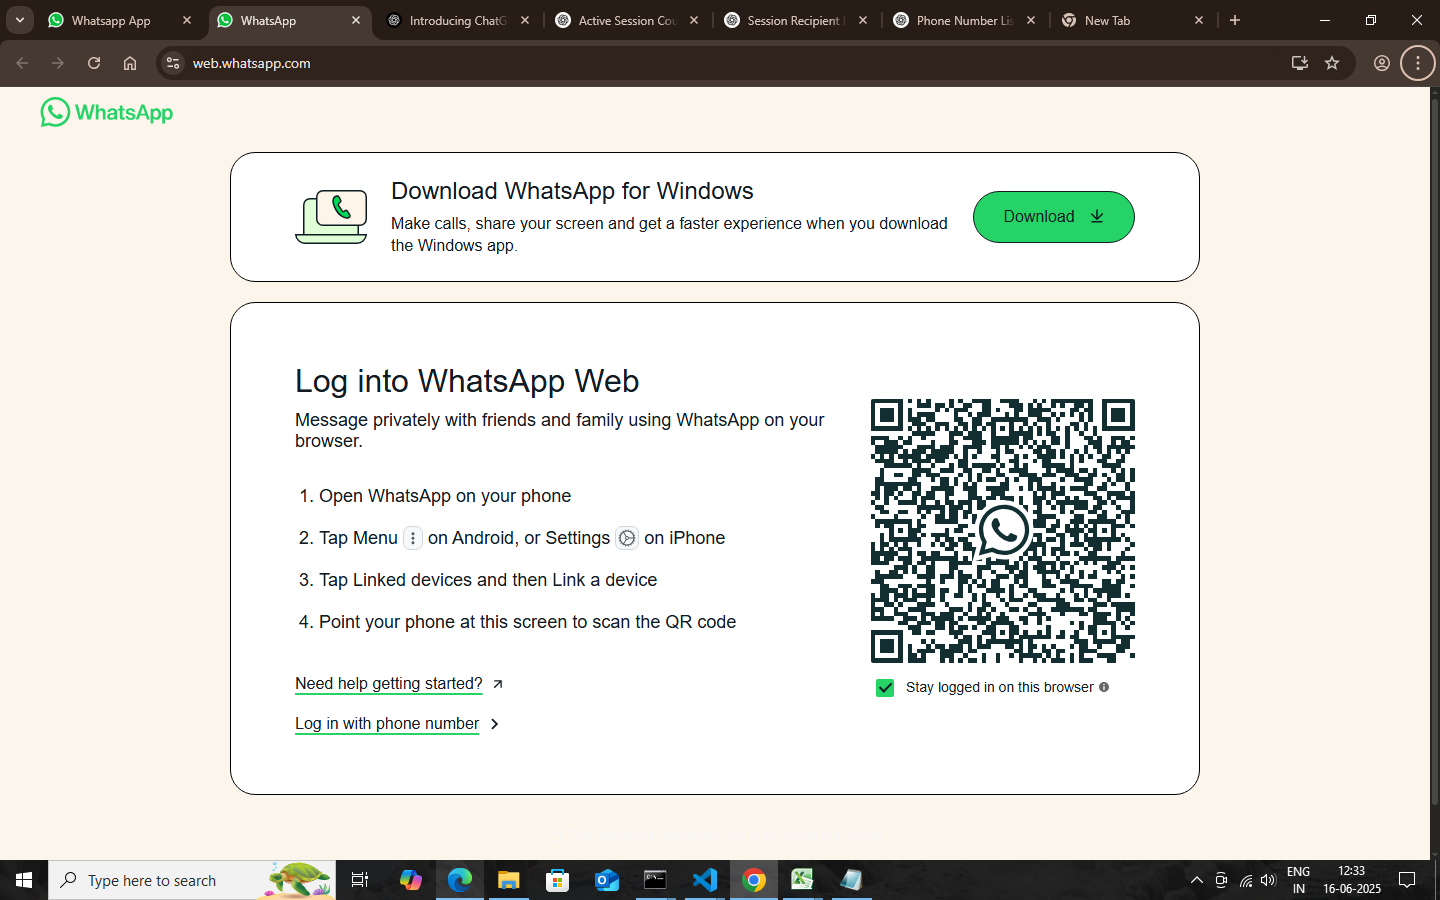 Whatsapp App
WhatsApp
Introducing ChatG
Active Session Cou
Session Recipient
Phone Number Lis
New Tab
web.whatsapp.com
WhatsApp
Download WhatsApp for Windows
Make calls, share your screen and get a faster experience when you download
the Windows app.
Download
Log into WhatsApp Web
Message privately with friends and family using WhatsApp on your
browser.
1. Open WhatsApp on your phone
2. Tap Menu on Android, or Settings on iPhone
3. Tap Linked devices and then Link a device
4. Point your phone at this screen to scan the QR code
Need help getting started?
Log in with phone number
Stay logged in on this browser
Type here to search
ENG
IN
12:33
16-06-2025